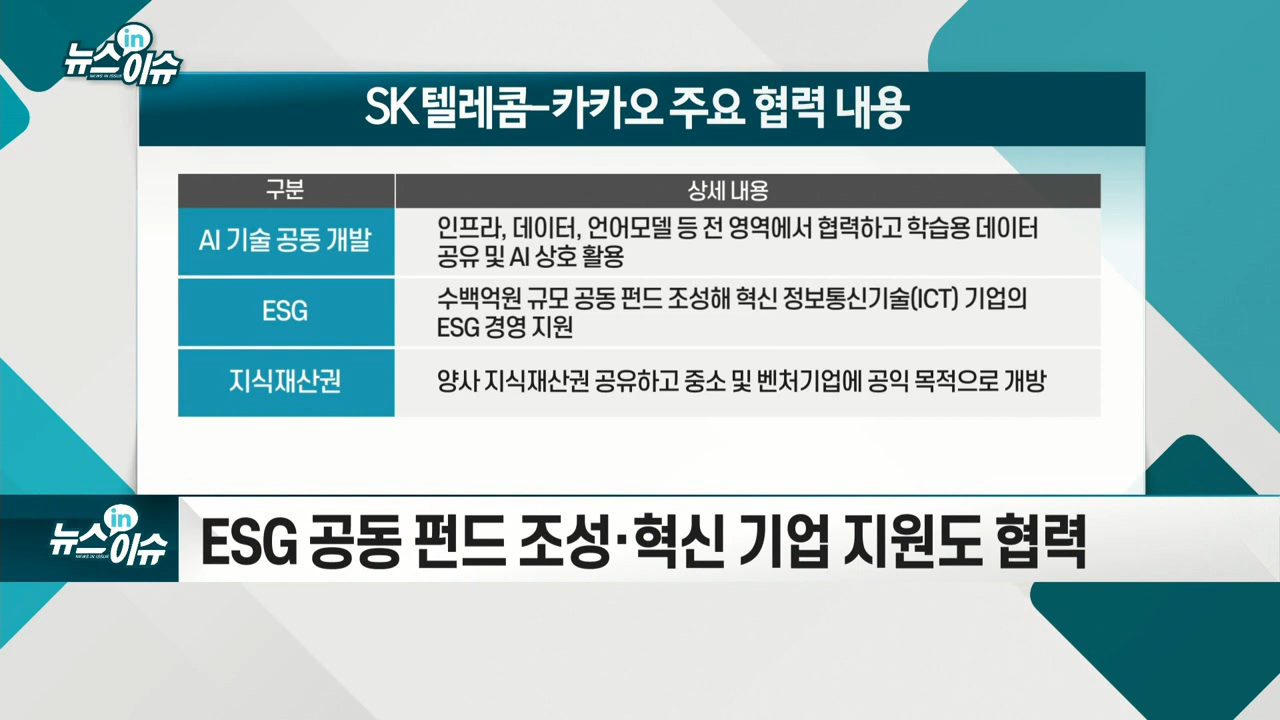 뉴스in이슈
NEWS IN ISSUE
SK텔레콤-카카오 주요 협력 내용
구분 상세 내용
AI 기술 공동 개발 인프라, 데이터, 언어모델 등 전 영역에서 협력하고 학습용 데이터
공유 및 AI 상호 활용
ESG 수백억원 규모 공동 펀드 조성해 혁신 정보통신기술(ICT) 기업의
ESG 경영 지원
지식재산권 양사 지식재산권 공유하고 중소 및 벤처기업에 공익 목적으로 개방
뉴스in이슈
NEWS IN ISSUE
ESG 공동 펀드 조성·혁신 기업 지원도 협력